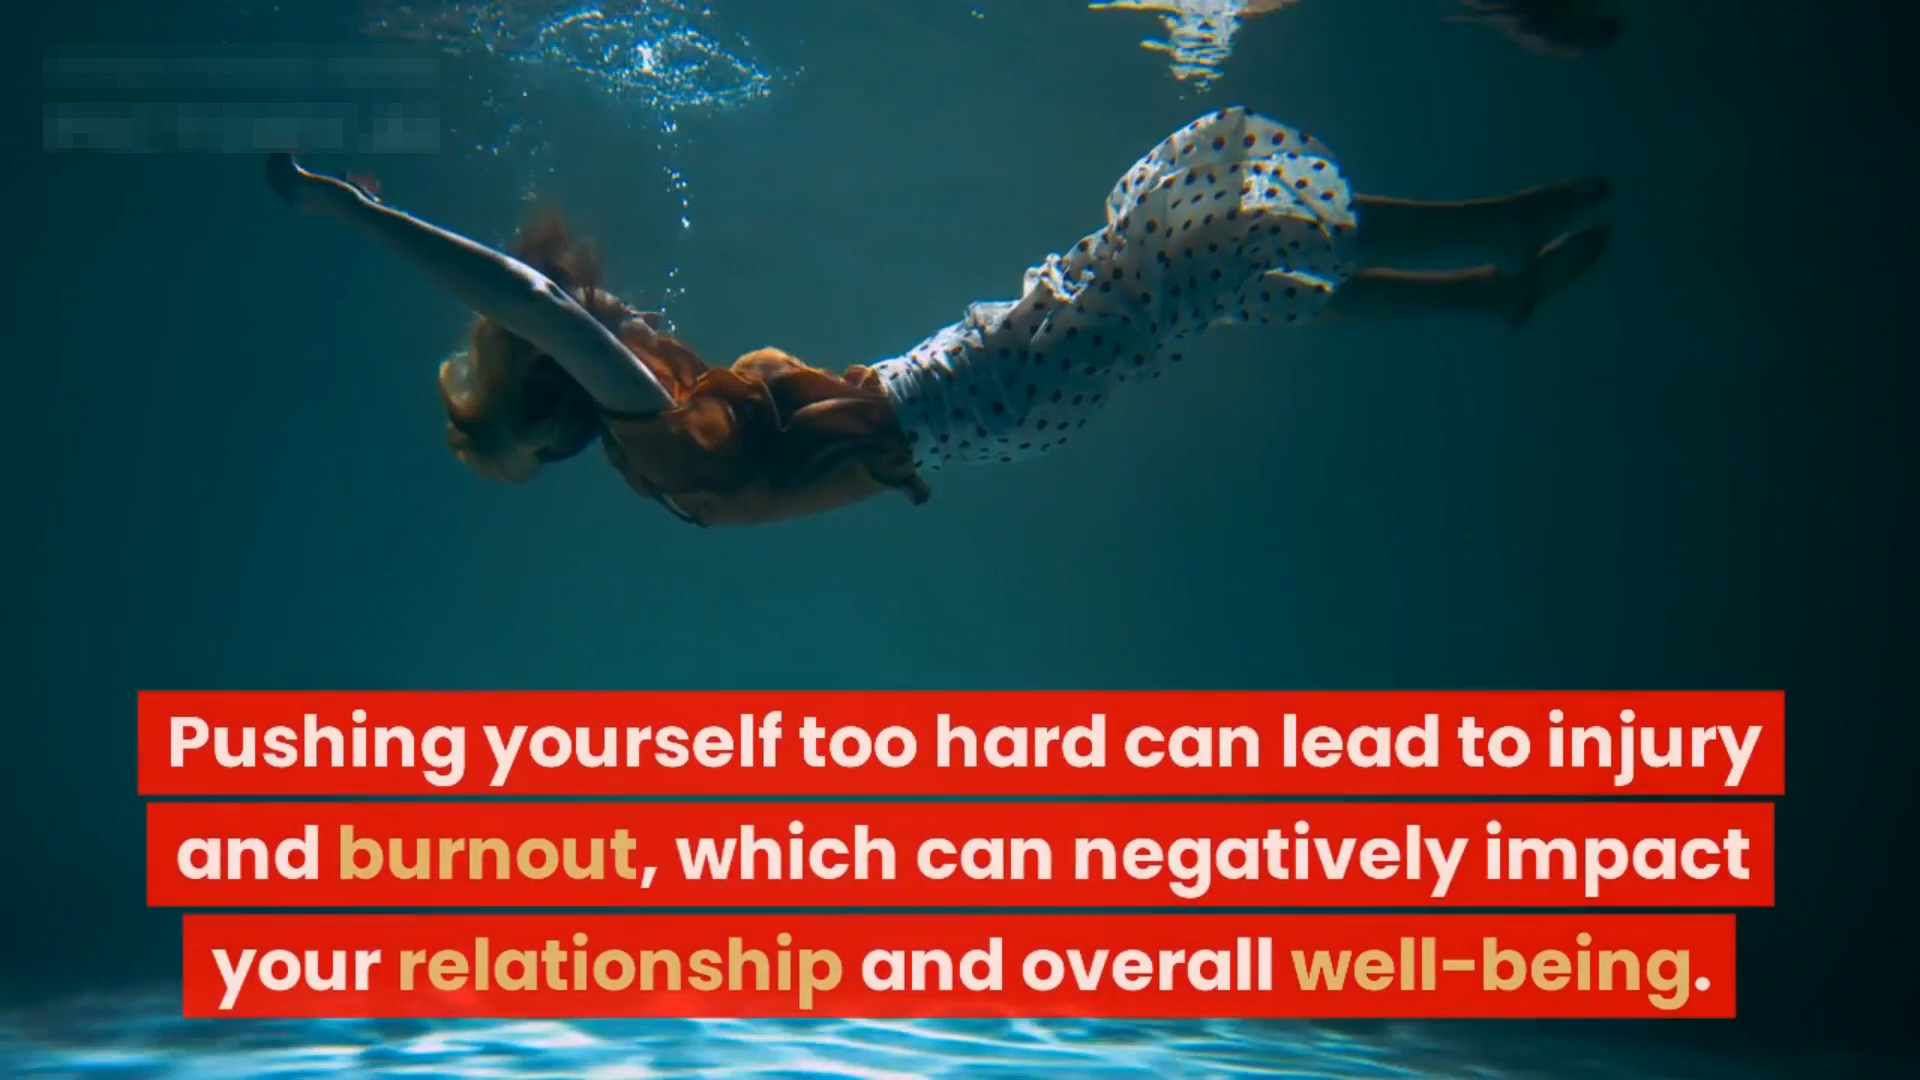 Pushing yourself too hard can lead to injury
and burnout, which can negatively impact
your relationship and overall well-being.